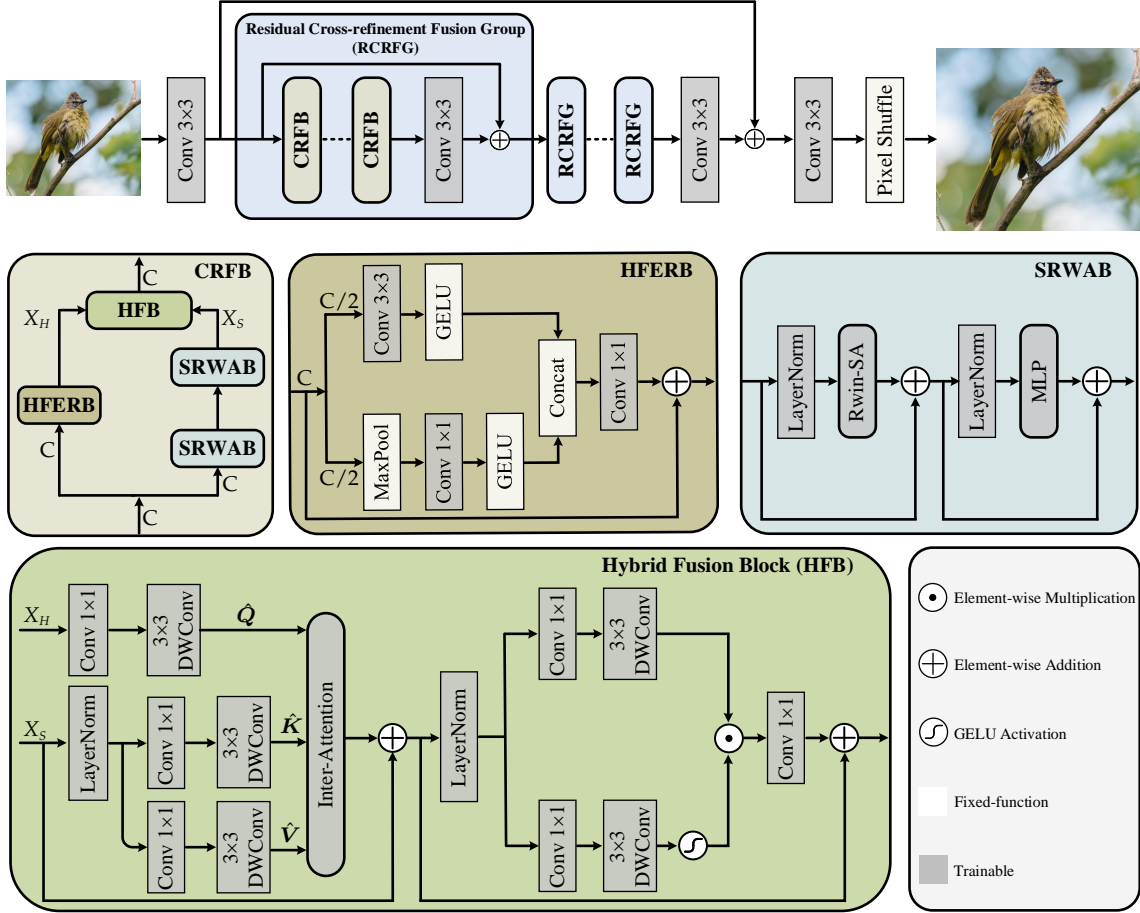 Residual Cross-refinement Fusion Group
(RCRFG)
Conv 3×3
CRFB
CRFB
Conv 3×3
RCRFG
RCRFG
Conv 3×3
Conv 3×3
Pixel Shuffle
CRFB
C
HFB
X_H
X_S
SRWAB
HFERB
SRWAB
C
C
C
HFERB
C/2
Conv 3×3
GELU
C
Concat
Conv 1×1
C/2
MaxPool
Conv 1×1
GELU
SRWAB
LayerNorm
Rwin-SA
LayerNorm
MLP
Hybrid Fusion Block (HFB)
X_H
Conv 1×1
3×3
DWConv
Q̂
X_S
LayerNorm
Conv 1×1
3×3
DWConv
K̂
Conv 1×1
3×3
DWConv
V̂
Inter-Attention
LayerNorm
Conv 1×1
3×3
DWConv
Conv 1×1
3×3
DWConv
Conv 1×1
Element-wise Multiplication
Element-wise Addition
GELU Activation
Fixed-function
Trainable